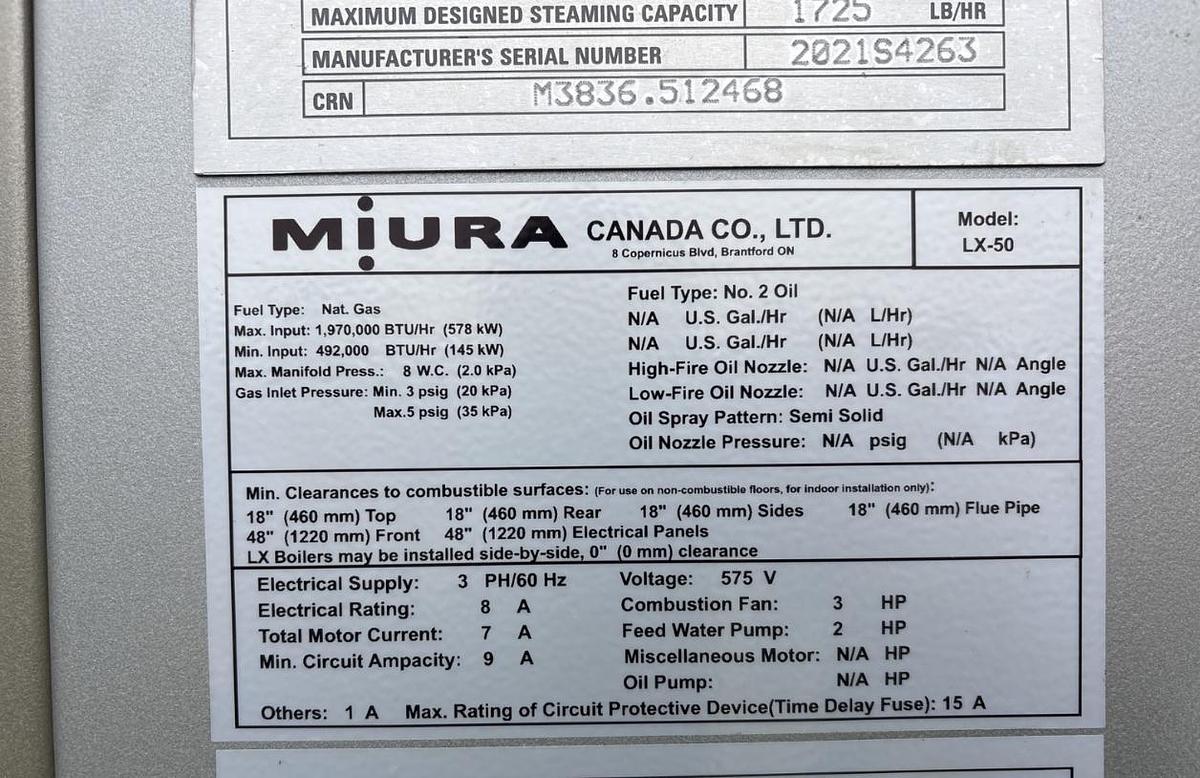 MAXIMUM DESIGNED STEAMING CAPACITY 1725 LB/HR
MANUFACTURER'S SERIAL NUMBER 2021S4263
CRN M3836.512468
MiURA CANADA CO., LTD.
8 Copernicus Blvd, Brantford ON
Model:
LX-50
Fuel Type: Nat. Gas
Max. Input: 1,970,000 BTU/Hr (578 kW)
Min. Input: 492,000 BTU/Hr (145 kW)
Max. Manifold Press.: 8 W.C. (2.0 kPa)
Gas Inlet Pressure: Min. 3 psig (20 kPa)
Max.5 psig (35 kPa)
Fuel Type: No. 2 Oil
N/A U.S. Gal./Hr (N/A L/Hr)
N/A U.S. Gal./Hr (N/A L/Hr)
High-Fire Oil Nozzle: N/A U.S. Gal./Hr N/A Angle
Low-Fire Oil Nozzle: N/A U.S. Gal./Hr N/A Angle
Oil Spray Pattern: Semi Solid
Oil Nozzle Pressure: N/A psig (N/A kPa)
Min. Clearances to combustible surfaces: (For use on non-combustible floors, for indoor installation only):
18" (460 mm) Top 18" (460 mm) Rear 18" (460 mm) Sides 18" (460 mm) Flue Pipe
48" (1220 mm) Front 48" (1220 mm) Electrical Panels
LX Boilers may be installed side-by-side, 0" (0 mm) clearance
Electrical Supply: 3 PH/60 Hz Voltage: 575 V
Electrical Rating: 8 A Combustion Fan: 3 HP
Total Motor Current: 7 A Feed Water Pump: 2 HP
Min. Circuit Ampacity: 9 A Miscellaneous Motor: N/A HP
Oil Pump: N/A HP
Others: 1 A Max. Rating of Circuit Protective Device(Time Delay Fuse): 15 A